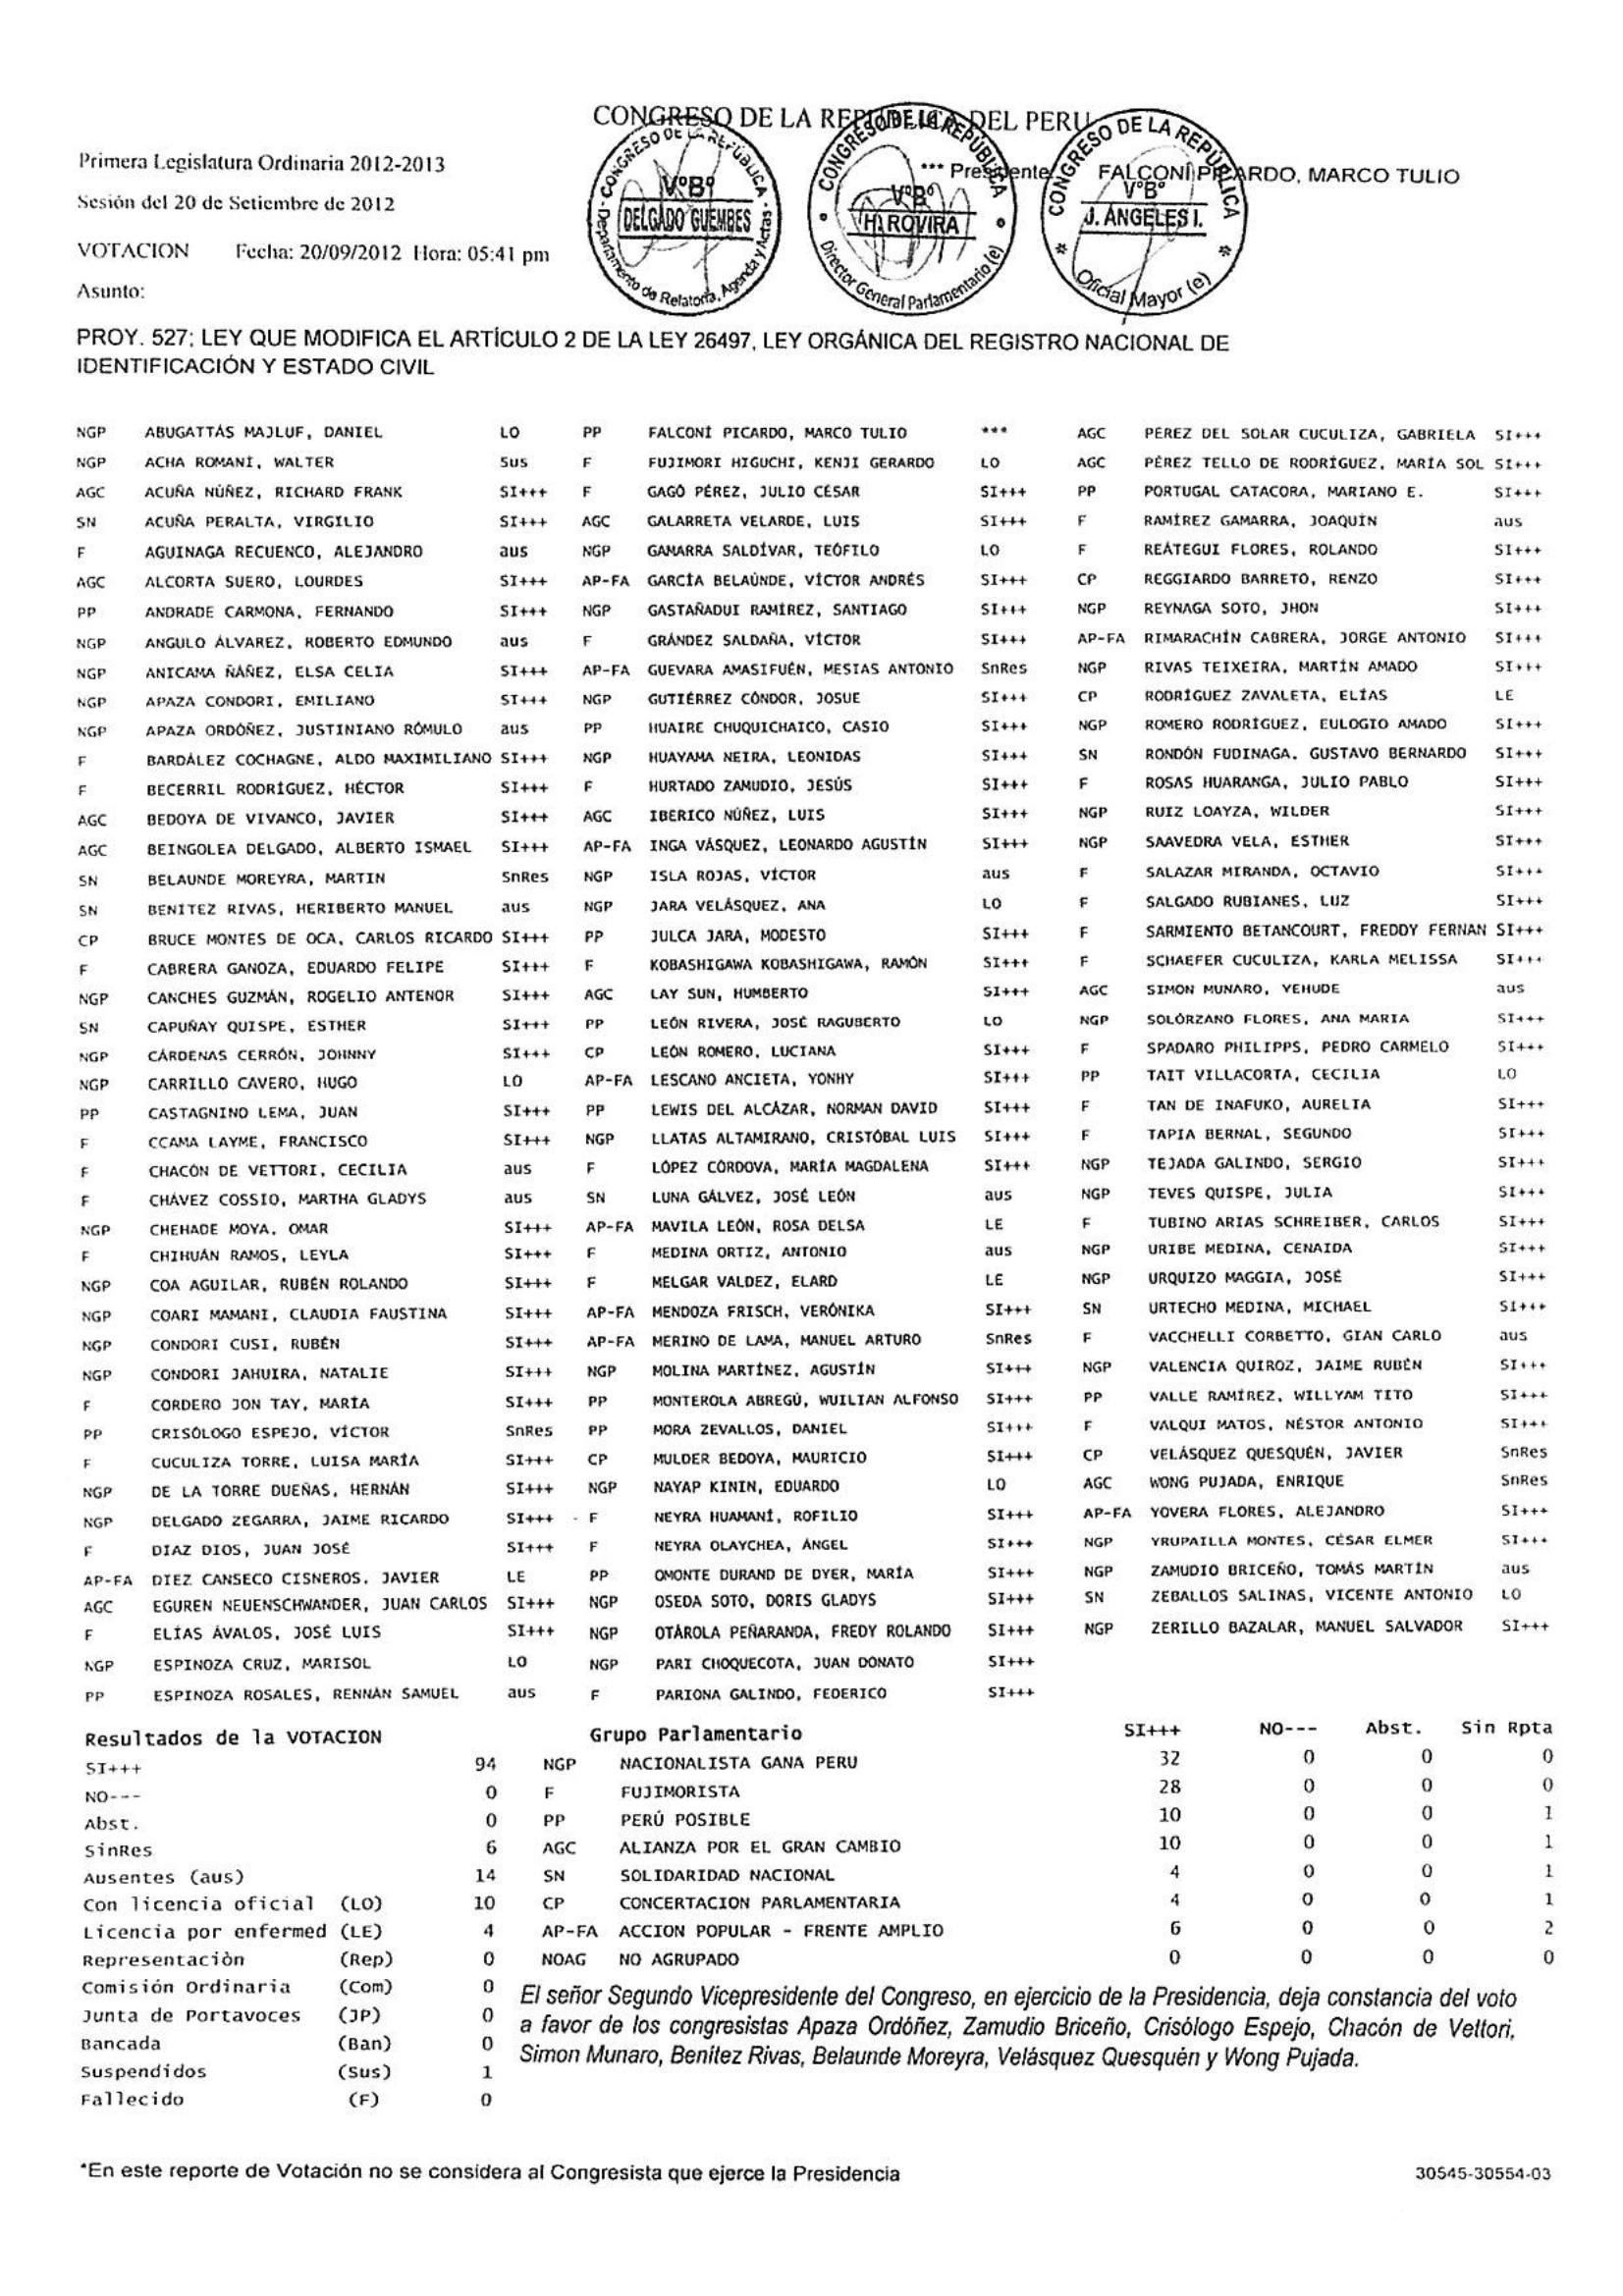 CONGRESO DE LA REPÚBLICA DEL PERU
Primera Legislatura Ordinaria 2012-2013
*** Presidente FALCONÍ PICARDO, MARCO TULIO
Sesión del 20 de Setiembre de 2012
VOTACION Fecha: 20/09/2012 Hora: 05:41 pm
Asunto:
CONGRESO DE LA REPÚBLICA - Departamento de Relatoría, Agenda y Actas -
VºBº
DELGADO GUEMBES
CONGRESO DE LA REPÚBLICA
VºBº
H. ROVIRA
Director General Parlamentario (e)
CONGRESO DE LA REPÚBLICA
VºBº
J. ÁNGELES I.
Oficial Mayor (e)
PROY. 527; LEY QUE MODIFICA EL ARTÍCULO 2 DE LA LEY 26497, LEY ORGÁNICA DEL REGISTRO NACIONAL DE
IDENTIFICACIÓN Y ESTADO CIVIL
NGP ABUGATTÁS MAJLUF, DANIEL LO PP FALCONÍ PICARDO, MARCO TULIO *** AGC PÉREZ DEL SOLAR CUCULIZA, GABRIELA SI+++
NGP ACHA ROMANÍ, WALTER Sus F FUJIMORI HIGUCHI, KENJI GERARDO LO AGC PÉREZ TELLO DE RODRÍGUEZ, MARÍA SOL SI+++
AGC ACUÑA NÚÑEZ, RICHARD FRANK SI+++ F GAGÓ PÉREZ, JULIO CÉSAR SI+++ PP PORTUGAL CATACORA, MARIANO E. SI+++
SN ACUÑA PERALTA, VIRGILIO SI+++ AGC GALARRETA VELARDE, LUIS SI+++ F RAMÍREZ GAMARRA, JOAQUÍN aus
F AGUINAGA RECUENCO, ALEJANDRO aus NGP GAMARRA SALDÍVAR, TEÓFILO LO F REÁTEGUI FLORES, ROLANDO SI+++
AGC ALCORTA SUERO, LOURDES SI+++ AP-FA GARCÍA BELAÚNDE, VÍCTOR ANDRÉS SI+++ CP REGGIARDO BARRETO, RENZO SI+++
PP ANDRADE CARMONA, FERNANDO SI+++ NGP GASTAÑADUI RAMÍREZ, SANTIAGO SI+++ NGP REYNAGA SOTO, JHON SI+++
NGP ANGULO ÁLVAREZ, ROBERTO EDMUNDO aus F GRÁNDEZ SALDAÑA, VÍCTOR SI+++ AP-FA RIMARACHÍN CABRERA, JORGE ANTONIO SI+++
NGP ANICAMA ÑÁÑEZ, ELSA CELIA SI+++ AP-FA GUEVARA AMASIFUÉN, MESIAS ANTONIO SnRes NGP RIVAS TEIXEIRA, MARTÍN AMADO SI+++
NGP APAZA CONDORI, EMILIANO SI+++ NGP GUTIÉRREZ CÓNDOR, JOSUE SI+++ CP RODRÍGUEZ ZAVALETA, ELÍAS LE
NGP APAZA ORDÓÑEZ, JUSTINIANO RÓMULO aus PP HUAIRE CHUQUICHAICO, CASIO SI+++ NGP ROMERO RODRÍGUEZ, EULOGIO AMADO SI+++
F BARDÁLEZ COCHAGNE, ALDO MAXIMILIANO SI+++ NGP HUAYAMA NEIRA, LEONIDAS SI+++ SN RONDÓN FUDINAGA. GUSTAVO BERNARDO SI+++
F BECERRIL RODRÍGUEZ, HÉCTOR SI+++ F HURTADO ZAMUDIO, JESÚS SI+++ F ROSAS HUARANGA, JULIO PABLO SI+++
AGC BEDOYA DE VIVANCO, JAVIER SI+++ AGC IBERICO NÚÑEZ, LUIS SI+++ NGP RUIZ LOAYZA, WILDER SI+++
AGC BEINGOLEA DELGADO, ALBERTO ISMAEL SI+++ AP-FA INGA VÁSQUEZ, LEONARDO AGUSTÍN SI+++ NGP SAAVEDRA VELA, ESTHER SI+++
SN BELAUNDE MOREYRA, MARTIN SnRes NGP ISLA ROJAS, VÍCTOR aus F SALAZAR MIRANDA, OCTAVIO SI+++
SN BENÍTEZ RIVAS, HERIBERTO MANUEL aus NGP JARA VELÁSQUEZ, ANA LO F SALGADO RUBIANES, LUZ SI+++
CP BRUCE MONTES DE OCA, CARLOS RICARDO SI+++ PP JULCA JARA, MODESTO SI+++ F SARMIENTO BETANCOURT, FREDDY FERNAN SI+++
F CABRERA GANOZA, EDUARDO FELIPE SI+++ F KOBASHIGAWA KOBASHIGAWA, RAMÓN SI+++ F SCHAEFER CUCULIZA, KARLA MELISSA SI+++
NGP CANCHES GUZMÁN, ROGELIO ANTENOR SI+++ AGC LAY SUN, HUMBERTO SI+++ AGC SIMON MUNARO, YEHUDE aus
SN CAPUÑAY QUISPE, ESTHER SI+++ PP LEÓN RIVERA, JOSÉ RAGUBERTO LO NGP SOLÓRZANO FLORES, ANA MARIA SI+++
NGP CÁRDENAS CERRÓN, JOHNNY SI+++ CP LEÓN ROMERO, LUCIANA SI+++ F SPADARO PHILIPPS, PEDRO CARMELO SI+++
NGP CARRILLO CAVERO, HUGO LO AP-FA LESCANO ANCIETA, YONHY SI+++ PP TAIT VILLACORTA, CECILIA LO
PP CASTAGNINO LEMA, JUAN SI+++ PP LEWIS DEL ALCÁZAR, NORMAN DAVID SI+++ F TAN DE INAFUKO, AURELIA SI+++
F CCAMA LAYME, FRANCISCO SI+++ NGP LLATAS ALTAMIRANO, CRISTÓBAL LUIS SI+++ F TAPIA BERNAL, SEGUNDO SI+++
F CHACÓN DE VETTORI, CECILIA aus F LÓPEZ CÓRDOVA, MARÍA MAGDALENA SI+++ NGP TEJADA GALINDO, SERGIO SI+++
F CHÁVEZ COSSIO, MARTHA GLADYS aus SN LUNA GÁLVEZ, JOSÉ LEÓN aus NGP TEVES QUISPE, JULIA SI+++
NGP CHEHADE MOYA, OMAR SI+++ AP-FA MAVILA LEÓN, ROSA DELSA LE F TUBINO ARIAS SCHREIBER, CARLOS SI+++
F CHIHUÁN RAMOS, LEYLA SI+++ F MEDINA ORTIZ, ANTONIO aus NGP URIBE MEDINA, CENAIDA SI+++
NGP COA AGUILAR, RUBÉN ROLANDO SI+++ F MELGAR VALDEZ, ELARD LE NGP URQUIZO MAGGIA, JOSÉ SI+++
NGP COARI MAMANI, CLAUDIA FAUSTINA SI+++ AP-FA MENDOZA FRISCH, VERÓNIKA SI+++ SN URTECHO MEDINA, MICHAEL SI+++
NGP CONDORI CUSI, RUBÉN SI+++ AP-FA MERINO DE LAMA, MANUEL ARTURO SnRes F VACCHELLI CORBETTO, GIAN CARLO aus
NGP CONDORI JAHUIRA, NATALIE SI+++ NGP MOLINA MARTÍNEZ, AGUSTÍN SI+++ NGP VALENCIA QUIROZ, JAIME RUBÉN SI+++
F CORDERO JON TAY, MARÍA SI+++ PP MONTEROLA ABREGÚ, WUILIAN ALFONSO SI+++ PP VALLE RAMÍREZ, WILLYAM TITO SI+++
PP CRISÓLOGO ESPEJO, VÍCTOR SnRes PP MORA ZEVALLOS, DANIEL SI+++ F VALQUI MATOS, NÉSTOR ANTONIO SI+++
F CUCULIZA TORRE, LUISA MARÍA SI+++ CP MULDER BEDOYA, MAURICIO SI+++ CP VELÁSQUEZ QUESQUÉN, JAVIER SnRes
NGP DE LA TORRE DUEÑAS, HERNÁN SI+++ NGP NAYAP KININ, EDUARDO LO AGC WONG PUJADA, ENRIQUE SnRes
NGP DELGADO ZEGARRA, JAIME RICARDO SI+++ F NEYRA HUAMANÍ, ROFILIO SI+++ AP-FA YOVERA FLORES, ALEJANDRO SI+++
F DIAZ DIOS, JUAN JOSÉ SI+++ F NEYRA OLAYCHEA, ÁNGEL SI+++ NGP YRUPAILLA MONTES, CÉSAR ELMER SI+++
AP-FA DIEZ CANSECO CISNEROS, JAVIER LE PP OMONTE DURAND DE DYER, MARÍA SI+++ NGP ZAMUDIO BRICEÑO, TOMÁS MARTÍN aus
AGC EGUREN NEUENSCHWANDER, JUAN CARLOS SI+++ NGP OSEDA SOTO, DORIS GLADYS SI+++ SN ZEBALLOS SALINAS, VICENTE ANTONIO LO
F ELÍAS ÁVALOS, JOSÉ LUIS SI+++ NGP OTÁROLA PEÑARANDA, FREDY ROLANDO SI+++ NGP ZERILLO BAZALAR, MANUEL SALVADOR SI+++
NGP ESPINOZA CRUZ, MARISOL LO NGP PARI CHOQUECOTA, JUAN DONATO SI+++
PP ESPINOZA ROSALES, RENNÁN SAMUEL aus F PARIONA GALINDO, FEDERICO SI+++
Resultados de la VOTACION Grupo Parlamentario SI+++ NO--- Abst. Sin Rpta
SI+++ 94 NGP NACIONALISTA GANA PERU 32 0 0 0
NO--- 0 F FUJIMORISTA 28 0 0 0
Abst. 0 PP PERÚ POSIBLE 10 0 0 1
SinRes 6 AGC ALIANZA POR EL GRAN CAMBIO 10 0 0 1
Ausentes (aus) 14 SN SOLIDARIDAD NACIONAL 4 0 0 1
Con licencia oficial (LO) 10 CP CONCERTACION PARLAMENTARIA 4 0 0 1
Licencia por enfermed (LE) 4 AP-FA ACCION POPULAR - FRENTE AMPLIO 6 0 0 2
Representación (Rep) 0 NOAG NO AGRUPADO 0 0 0 0
Comisión Ordinaria (Com) 0
Junta de Portavoces (JP) 0
Bancada (Ban) 0
Suspendidos (Sus) 1
Fallecido (F) 0
El señor Segundo Vicepresidente del Congreso, en ejercicio de la Presidencia, deja constancia del voto
a favor de los congresistas Apaza Ordóñez, Zamudio Briceño, Crisólogo Espejo, Chacón de Vettori,
Simon Munaro, Benítez Rivas, Belaunde Moreyra, Velásquez Quesquén y Wong Pujada.
*En este reporte de Votación no se considera al Congresista que ejerce la Presidencia
30545-30554-03